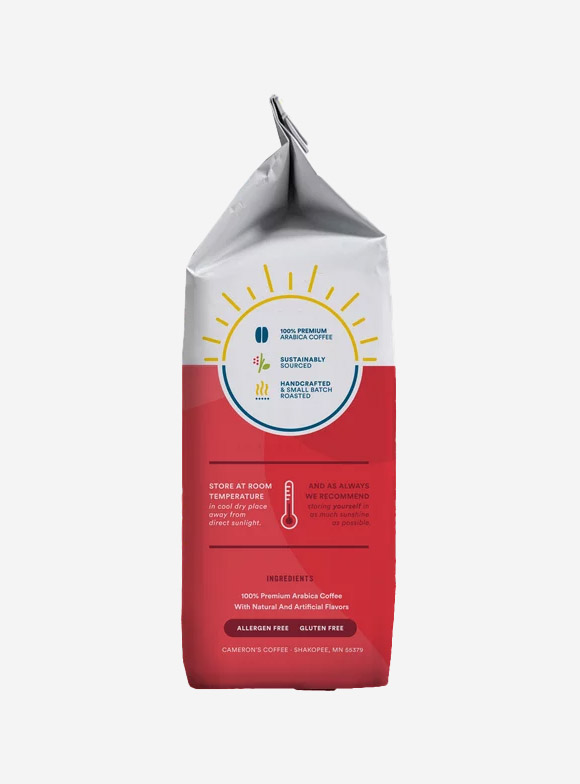 100% PREMIUM
ARABICA COFFEE
SUSTAINABLY
SOURCED
HANDCRAFTED
& SMALL BATCH
ROASTED
STORE AT ROOM
TEMPERATURE
in cool dry place
away from
direct sunlight.
AND AS ALWAYS
WE RECOMMEND
storing yourself in
as much sunshine
as possible
INGREDIENTS
100% Premium Arabica Coffee
With Natural And Artificial Flavors
ALLERGEN FREE GLUTEN FREE
CAMERON'S COFFEE · SHAKOPEE, MN 55379